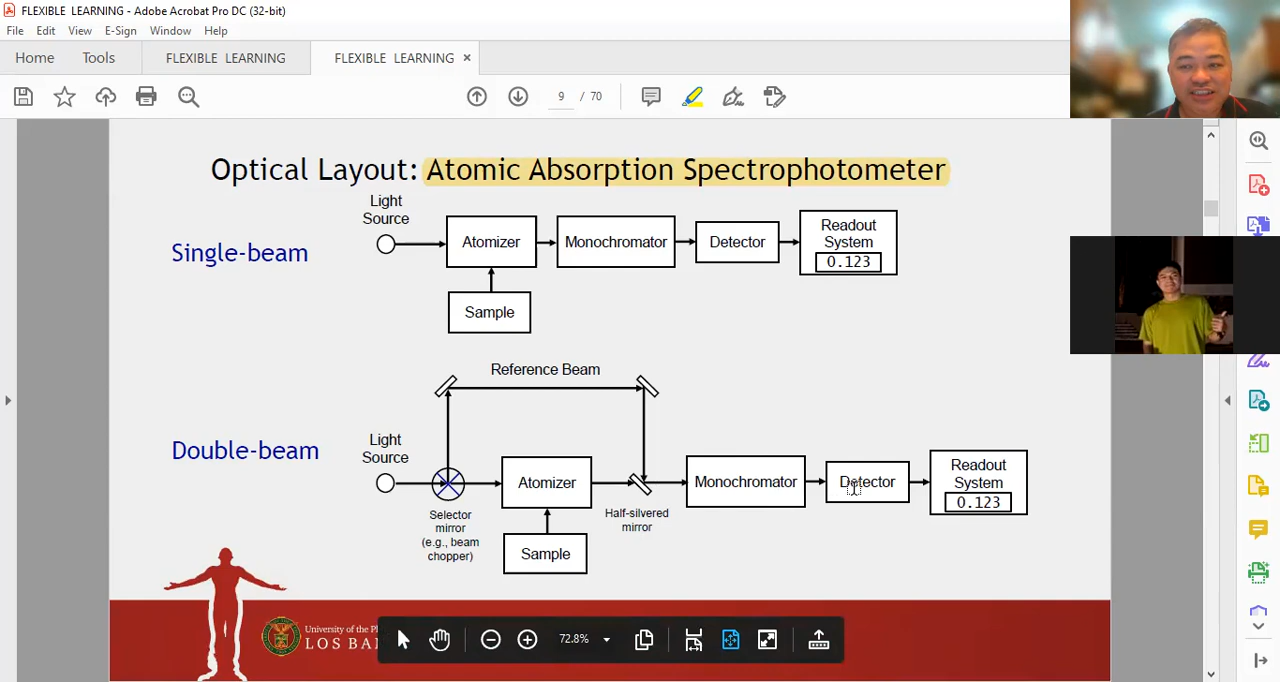 FLEXIBLE LEARNING - Adobe Acrobat Pro DC (32-bit)
File Edit View E-Sign Window Help
Home Tools FLEXIBLE LEARNING FLEXIBLE LEARNING ×
9 / 70
Optical Layout: Atomic Absorption Spectrophotometer
Single-beam
Light
Source
Atomizer
Monochromator
Detector
Readout
System
0.123
Sample
Reference Beam
Double-beam
Light
Source
Selector
mirror
(e.g., beam
chopper)
Atomizer
Sample
Half-silvered
mirror
Monochromator
Detector
Readout
System
0.123
University of the
LOS
72.8%